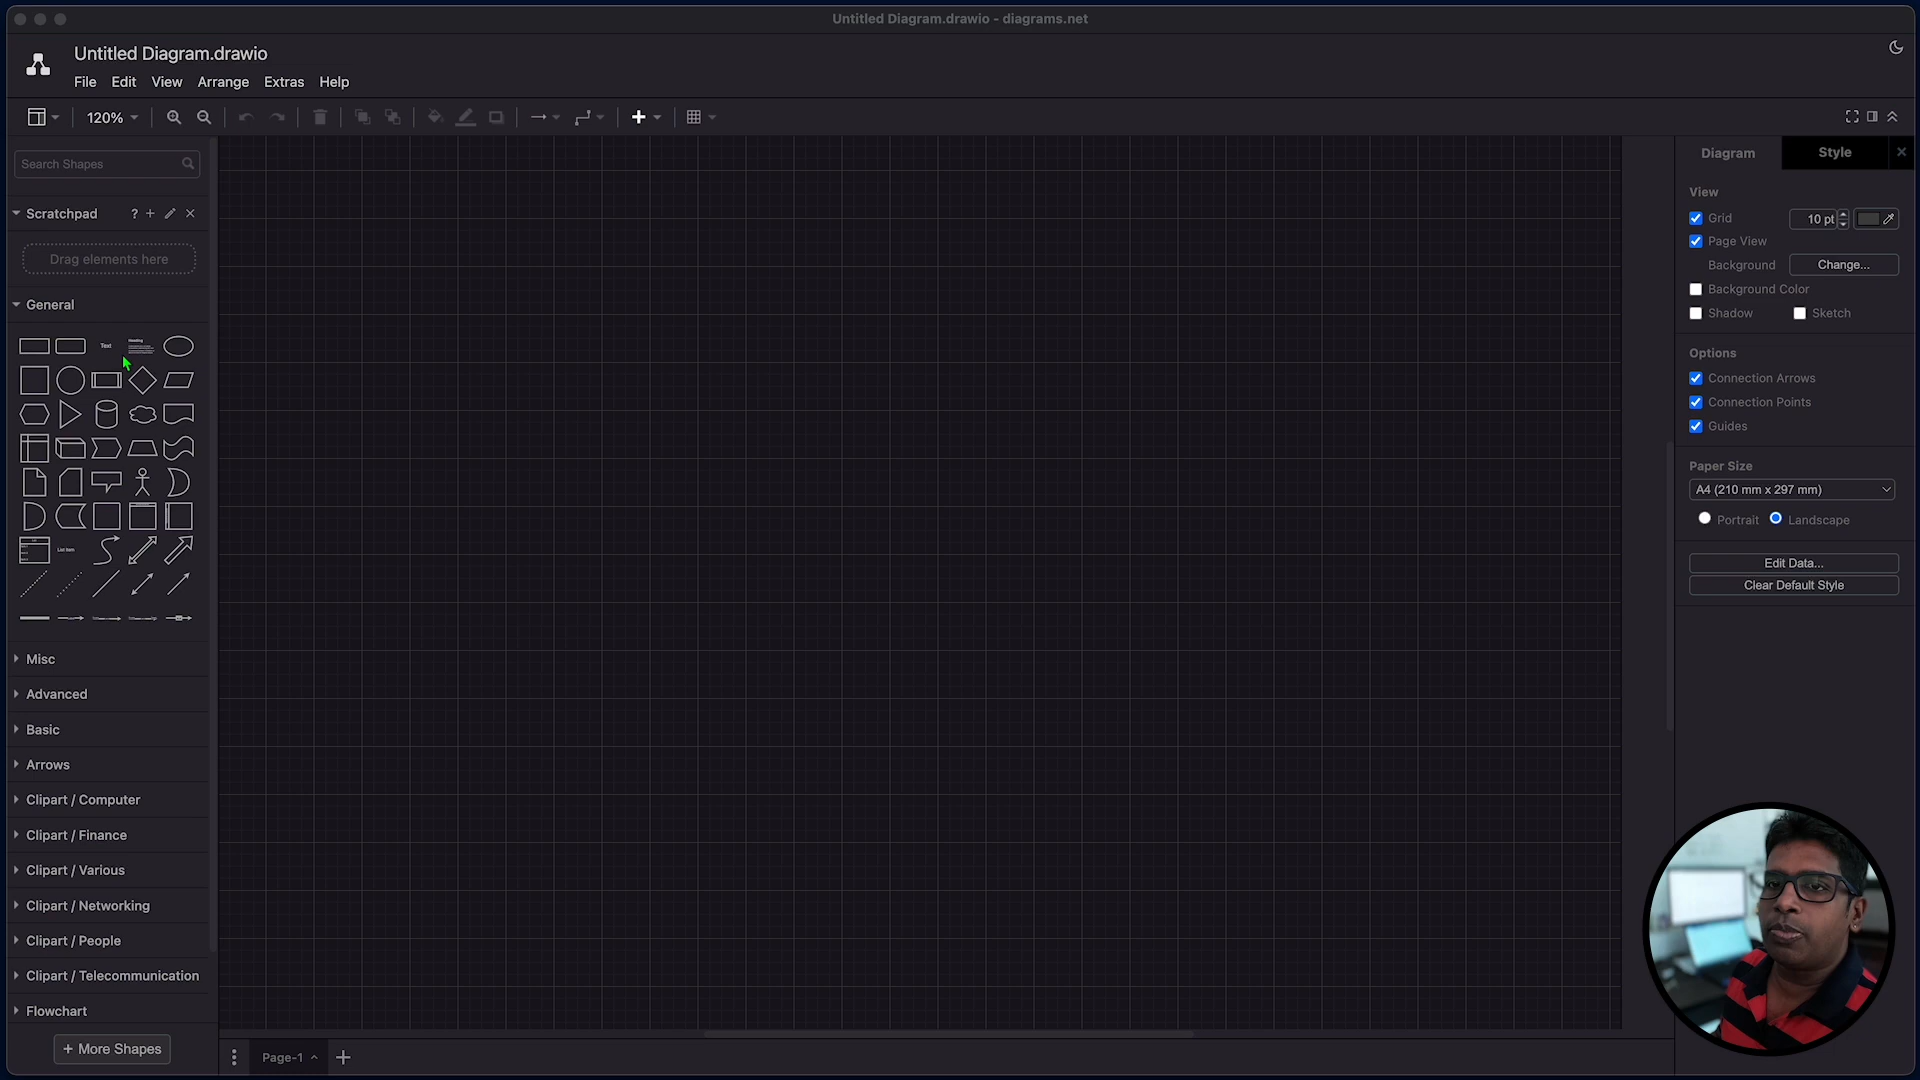 Untitled Diagram.drawio - diagrams.net
Untitled Diagram.drawio
File Edit View Arrange Extras Help
120%
Search Shapes
Scratchpad ? + ✕
Drag elements here
General
Text
Heading
List Item
Misc
Advanced
Basic
Arrows
Clipart / Computer
Clipart / Finance
Clipart / Various
Clipart / Networking
Clipart / People
Clipart / Telecommunication
Flowchart
+ More Shapes
Page-1
Diagram Style
View
Grid 10 pt
Page View
Background Change...
Background Color
Shadow Sketch
Options
Connection Arrows
Connection Points
Guides
Paper Size
A4 (210 mm x 297 mm)
Portrait Landscape
Edit Data...
Clear Default Style